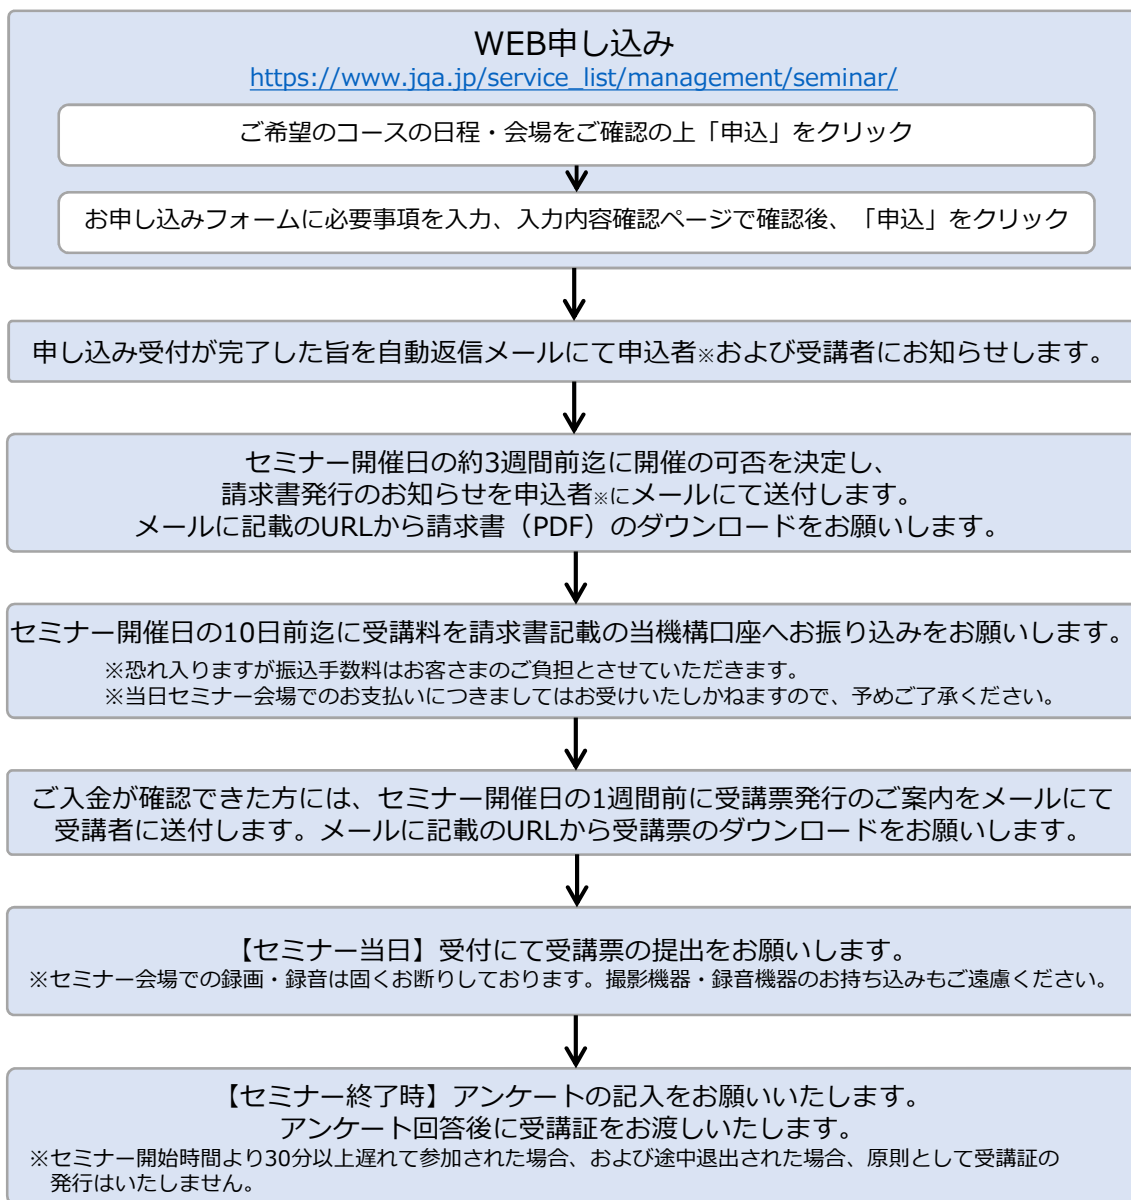 WEB申し込み
https://www.jqa.jp/service_list/management/seminar/
ご希望のコースの日程・会場をご確認の上「申込」をクリック
お申し込みフォームに必要事項を入力、入力内容確認ページで確認後、「申込」をクリック
申し込み受付が完了した旨を自動返信メールにて申込者※および受講者にお知らせします。
セミナー開催日の約3週間前迄に開催の可否を決定し、
請求書発行のお知らせを申込者※にメールにて送付します。
メールに記載のURLから請求書（PDF）のダウンロードをお願いします。
セミナー開催日の10日前迄に受講料を請求書記載の当機構口座へお振り込みをお願いします。
※恐れ入りますが振込手数料はお客さまのご負担とさせていただきます。
※当日セミナー会場でのお支払いにつきましてはお受けいたしかねますので、予めご了承ください。
ご入金が確認できた方には、セミナー開催日の1週間前に受講票発行のご案内をメールにて
受講者に送付します。メールに記載のURLから受講票のダウンロードをお願いします。
【セミナー当日】受付にて受講票の提出をお願いします。
※セミナー会場での録画・録音は固くお断りしております。撮影機器・録音機器のお持ち込みもご遠慮ください。
【セミナー終了時】アンケートの記入をお願いいたします。
アンケート回答後に受講証をお渡しいたします。
※セミナー開始時間より30分以上遅れて参加された場合、および途中退出された場合、原則として受講証の
発行はいたしません。